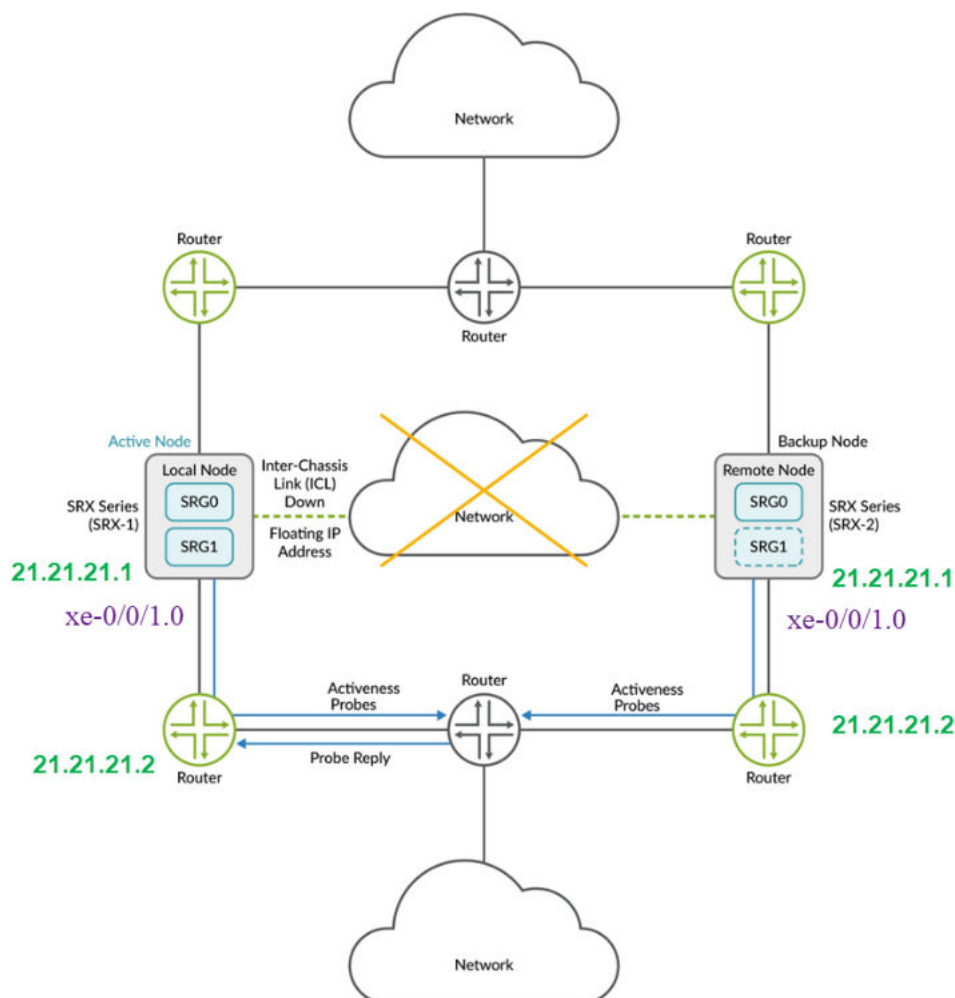 Network
Router
Router
Router
Active Node
Backup Node
Local Node
SRG0
SRG1
SRX Series
(SRX-1)
Inter-Chassis
Link (ICL)
Down
Floating IP
Address
Network
Remote Node
SRG0
SRG1
SRX Series
(SRX-2)
21.21.21.1
21.21.21.1
xe-0/0/1.0
xe-0/0/1.0
Router
Activeness
Probes
Activeness
Probes
Probe Reply
21.21.21.2
21.21.21.2
Router
Router
Network